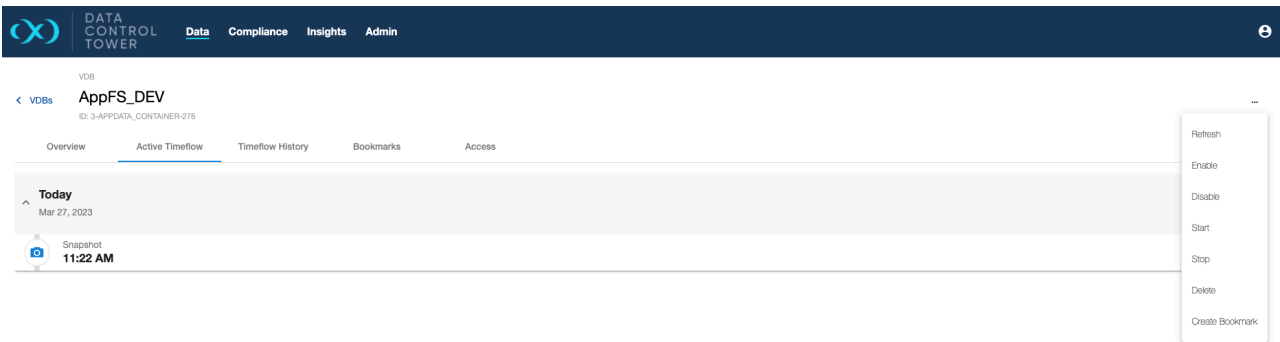 DATA
CONTROL
TOWER
Data Compliance Insights Admin
VDB
VDBs
AppFS_DEV
ID: 3-APPDATA_CONTAINER-276
...
Overview Active Timeflow Timeflow History Bookmarks Access
Today
Mar 27, 2023
Snapshot
11:22 AM
Refresh
Enable
Disable
Start
Stop
Delete
Create Bookmark